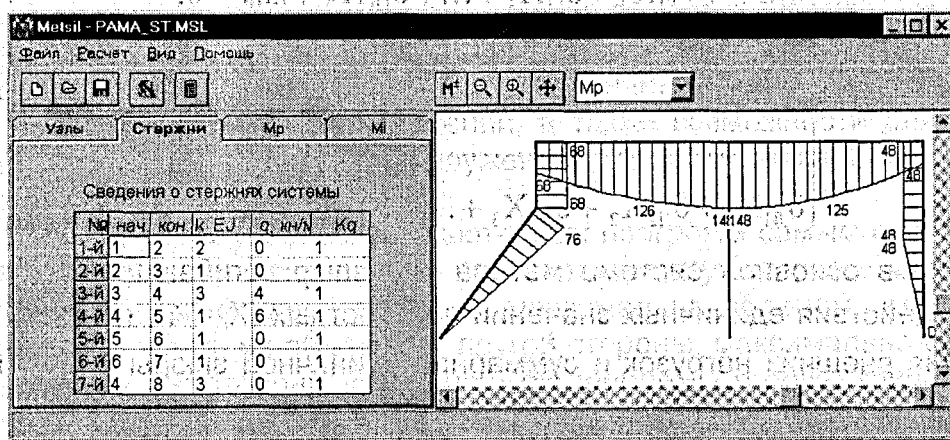 Metsil - PAMA_ST.MSL
Файл Расчет Вид Помошь
Mp
Узлы Стержни Mp Mi
Сведения о стержнях системы
№ нач кон k EJ q, кн/м Kq
1-й 1 2 2 0 1
2-й 2 3 1 0 1
3-й 3 4 3 4 1
4-й 4 5 1 6 1
5-й 5 6 1 0 1
6-й 6 7 1 0 1
7-й 4 8 3 0 1
68 48
68 48
68 126 14148 125
76 48
48
0